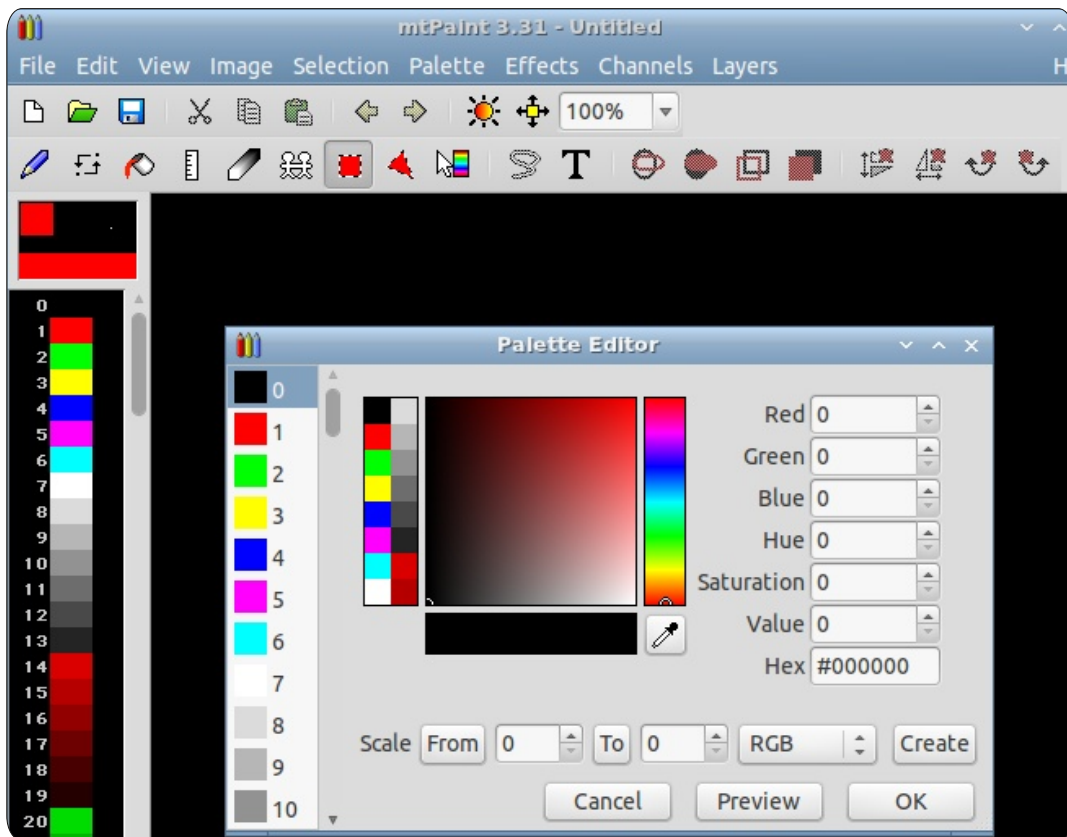 mtPaint 3.31 - Untitled
File Edit View Image Selection Palette Effects Channels Layers H
100%
T
0
1
2
3
4
5
6
7
8
9
10
11
12
13
14
15
16
17
18
19
20
Palette Editor
0
1
2
3
4
5
6
7
8
9
10
Red 0
Green 0
Blue 0
Hue 0
Saturation 0
Value 0
Hex #000000
Scale From 0 To 0 RGB Create
Cancel Preview OK